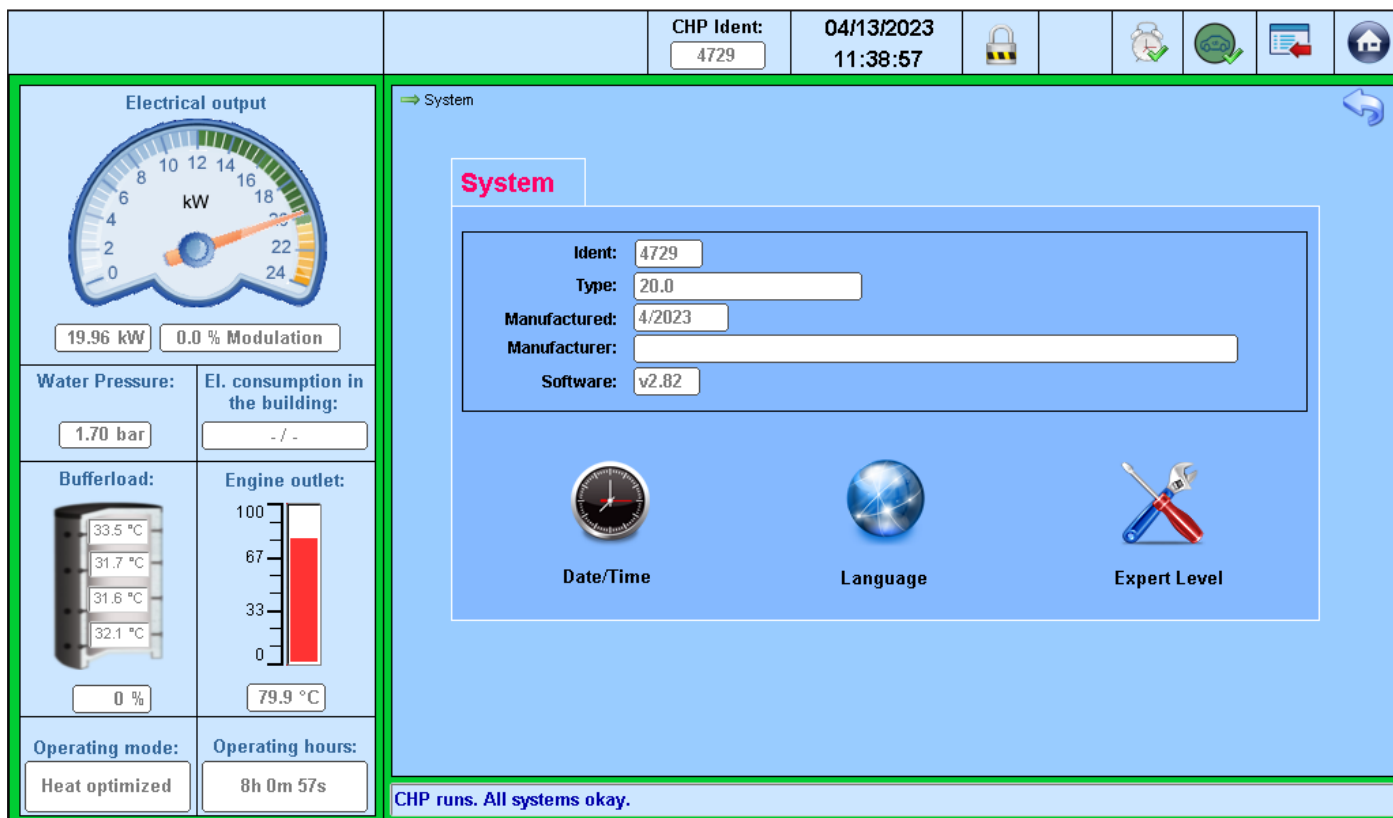 CHP Ident:
4729
04/13/2023
11:38:57
Electrical output
0
2
4
6
8
10
12
14
16
18
20
22
24
kW
19.96 kW
0.0 % Modulation
Water Pressure:
1.70 bar
El. consumption in
the building:
- / -
Bufferload:
33.5 °C
31.7 °C
31.6 °C
32.1 °C
0 %
Engine outlet:
100
67
33
0
79.9 °C
Operating mode:
Heat optimized
Operating hours:
8h 0m 57s
System
System
Ident: 4729
Type: 20.0
Manufactured: 4/2023
Manufacturer:
Software: v2.82
Date/Time
Language
Expert Level
CHP runs. All systems okay.